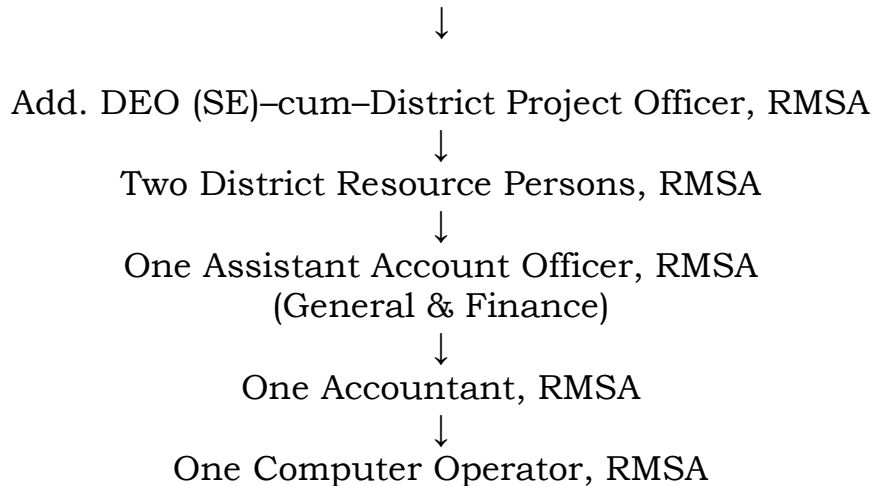 ↓
Add. DEO (SE)–cum–District Project Officer, RMSA
↓
Two District Resource Persons, RMSA
↓
One Assistant Account Officer, RMSA
(General & Finance)
↓
One Accountant, RMSA
↓
One Computer Operator, RMSA